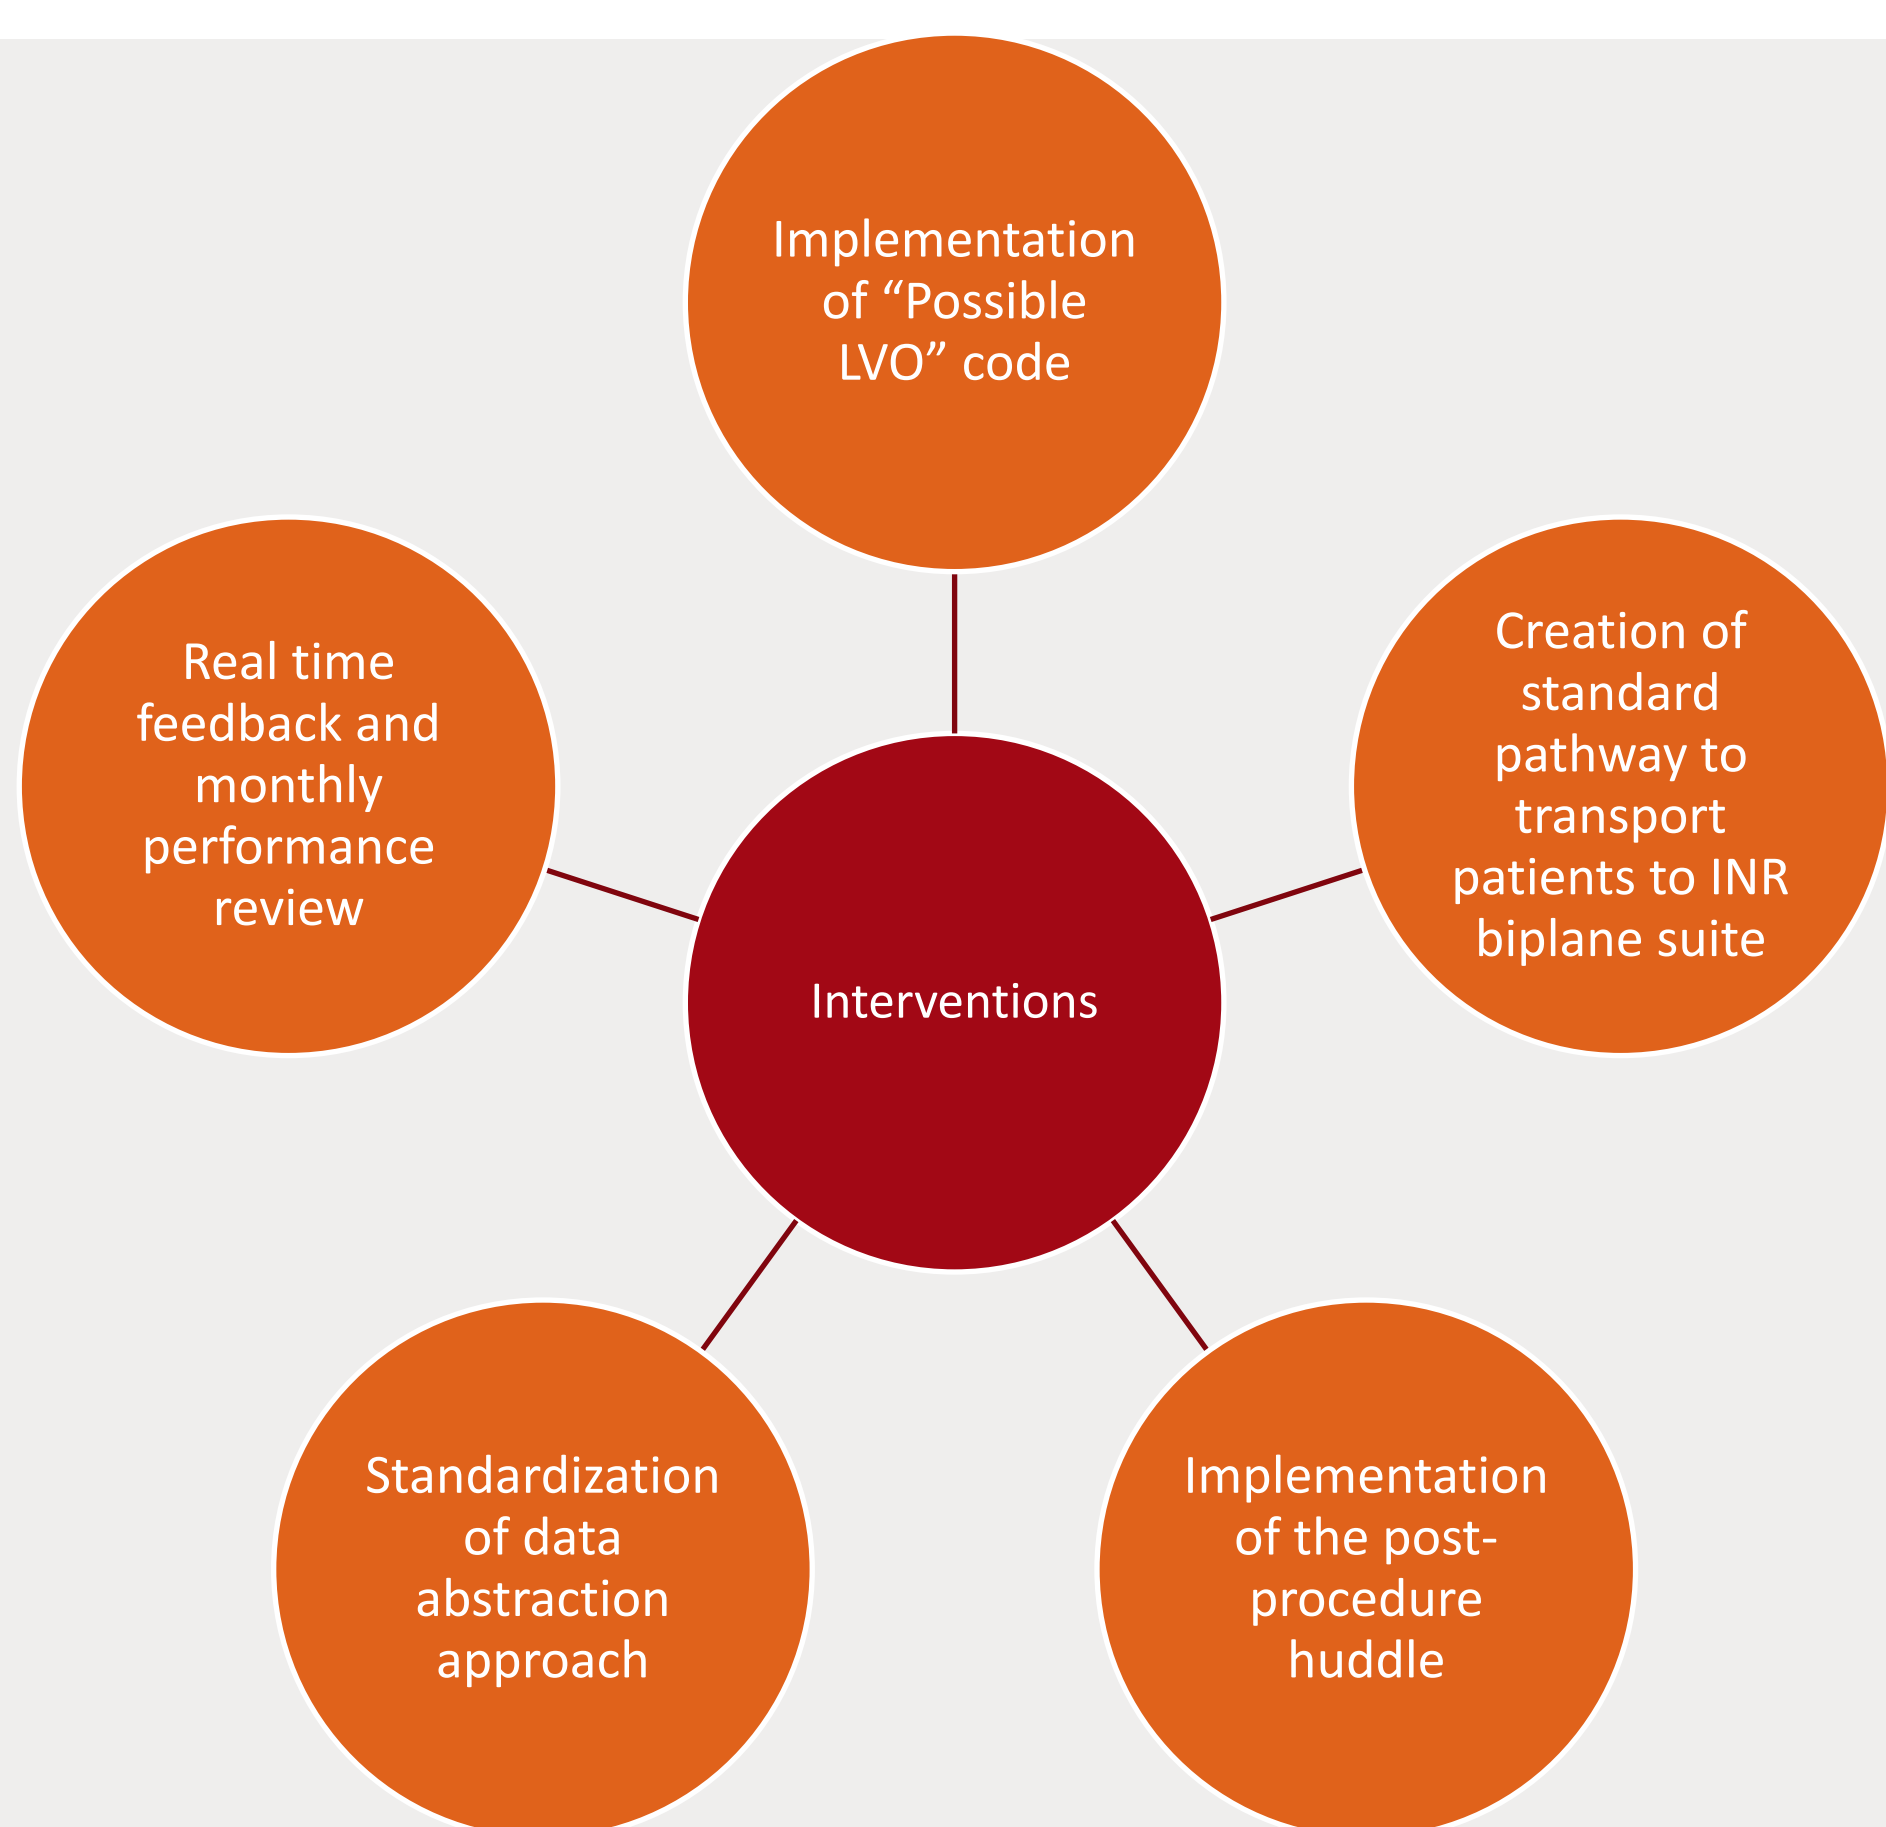 Implementation
of “Possible
LVO” code
Creation of
standard
pathway to
transport
patients to INR
biplane suite
Real time
feedback and
monthly
performance
review
Interventions
Standardization
of data
abstraction
approach
Implementation
of the post-
procedure
huddle